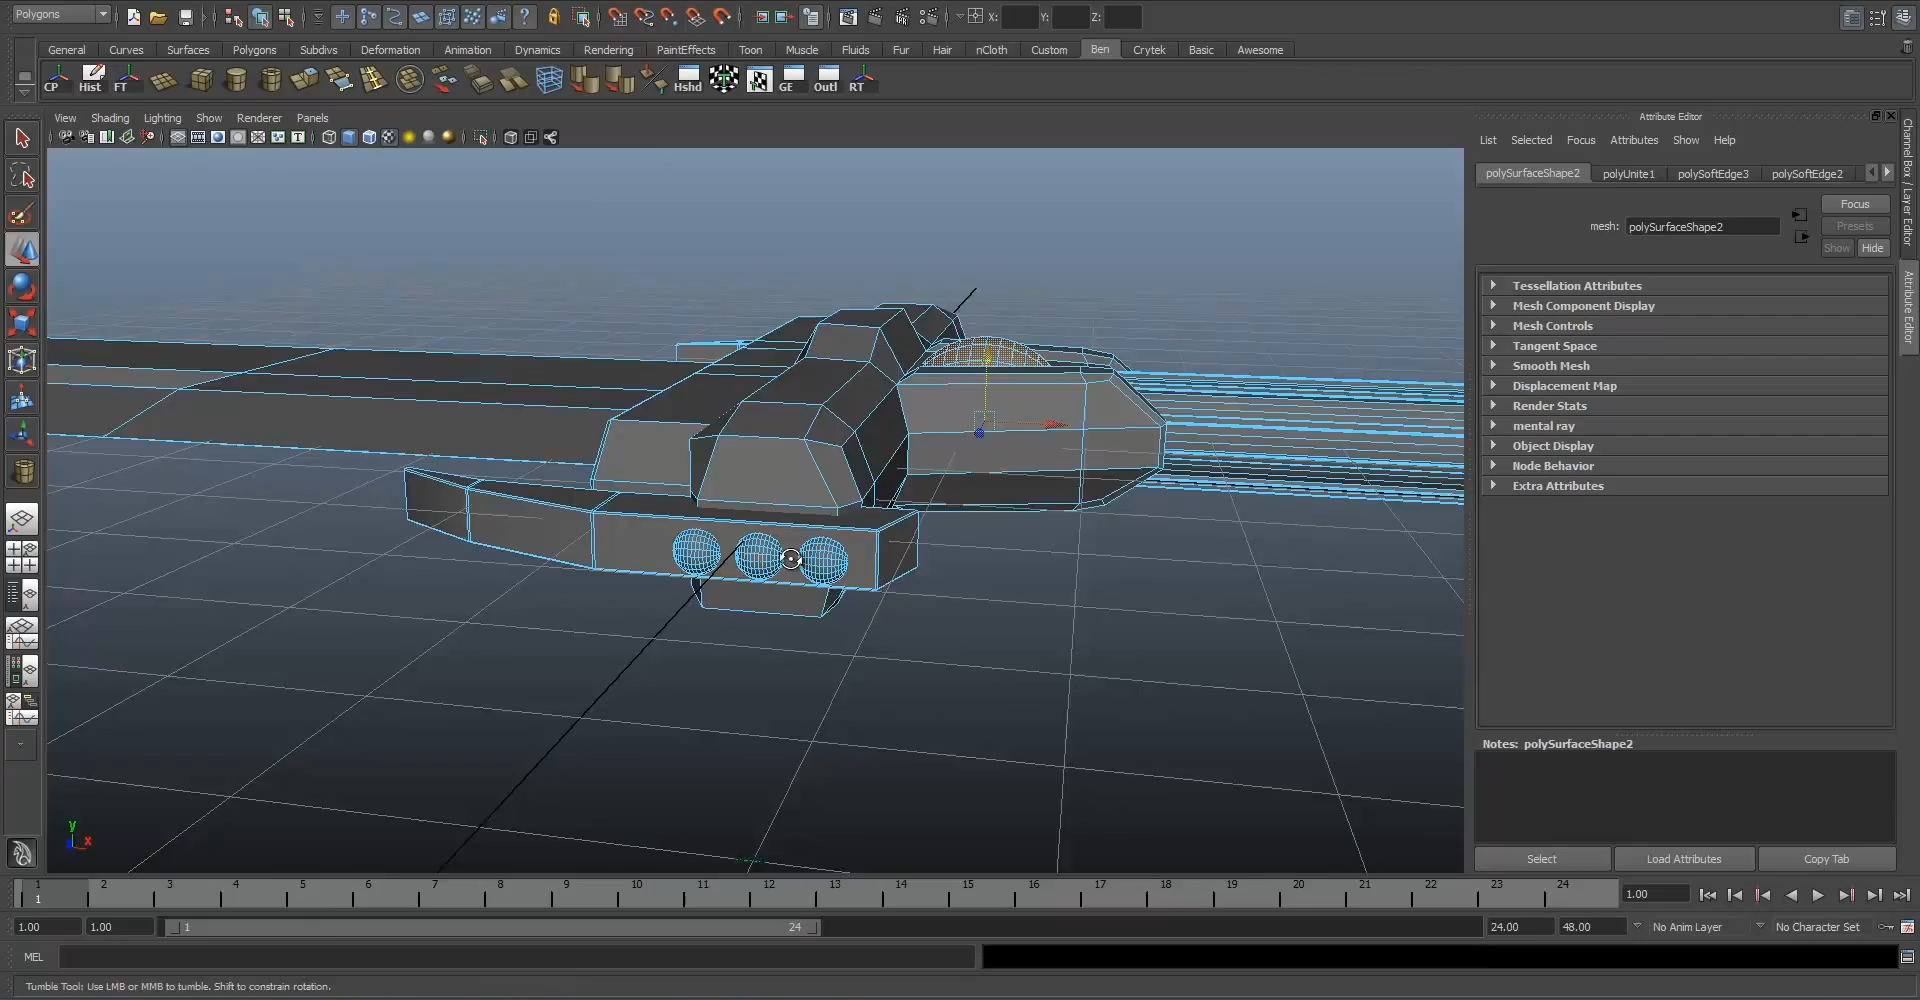 Polygons
X: Y: Z:
General Curves Surfaces Polygons Subdivs Deformation Animation Dynamics Rendering PaintEffects Toon Muscle Fluids Fur Hair nCloth Custom Ben Crytek Basic Awesome
CP Hist FT Hshd GE Outl RT
View Shading Lighting Show Renderer Panels
Attribute Editor
List Selected Focus Attributes Show Help
polySurfaceShape2 polyUnite1 polySoftEdge3 polySoftEdge2
Focus
mesh: polySurfaceShape2
Presets
Show Hide
Tessellation Attributes
Mesh Component Display
Mesh Controls
Tangent Space
Smooth Mesh
Displacement Map
Render Stats
mental ray
Object Display
Node Behavior
Extra Attributes
Channel Box / Layer Editor
Attribute Editor
Notes: polySurfaceShape2
Select Load Attributes Copy Tab
y
x
1 2 3 4 5 6 7 8 9 10 11 12 13 14 15 16 17 18 19 20 21 22 23 24
1
1.00
1.00 1.00 1 24 24.00 48.00 No Anim Layer No Character Set
MEL
Tumble Tool: Use LMB or MMB to tumble. Shift to constrain rotation.